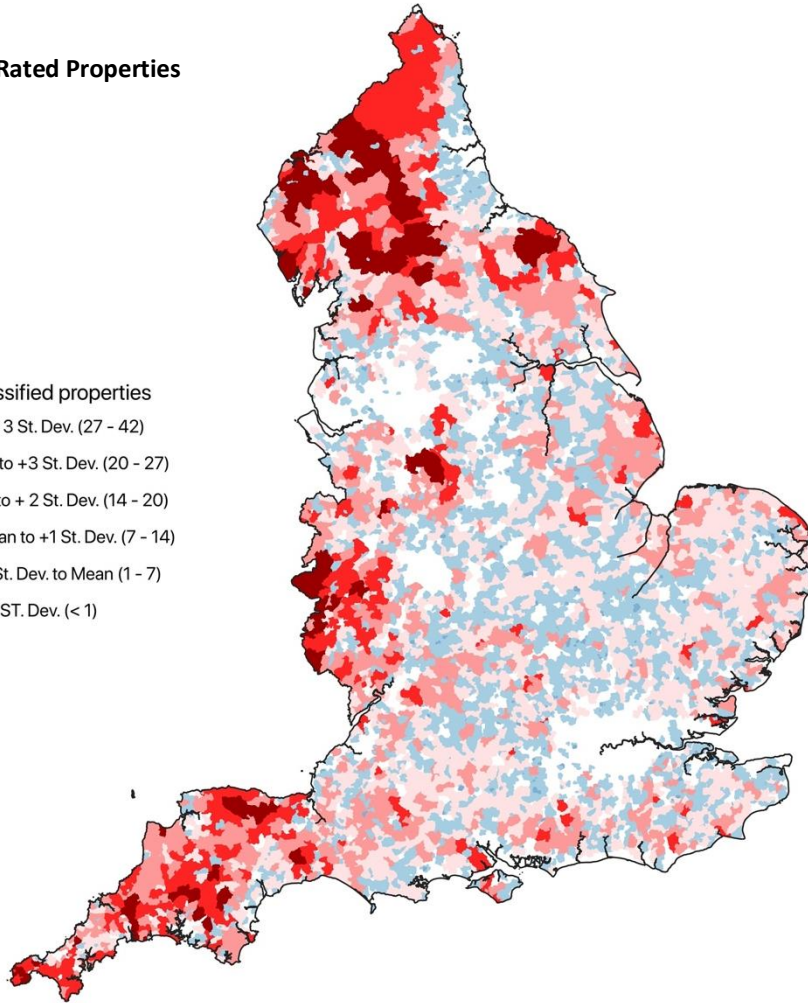 Rated Properties
ssified properties
3 St. Dev. (27 - 42)
to +3 St. Dev. (20 - 27)
to + 2 St. Dev. (14 - 20)
an to +1 St. Dev. (7 - 14)
St. Dev. to Mean (1 - 7)
ST. Dev. (< 1)